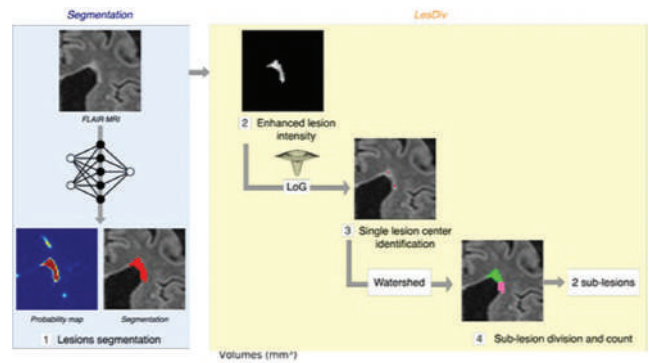 Segmentation
LesDiv
FLAIR MRI
2 Enhanced lesion
intensity
LoG
3 Single lesion center
identification
Watershed
2 sub-lesions
Probability map
Segmentation
1 Lesions segmentation
4 Sub-lesion division and count
Volumes (mm³)